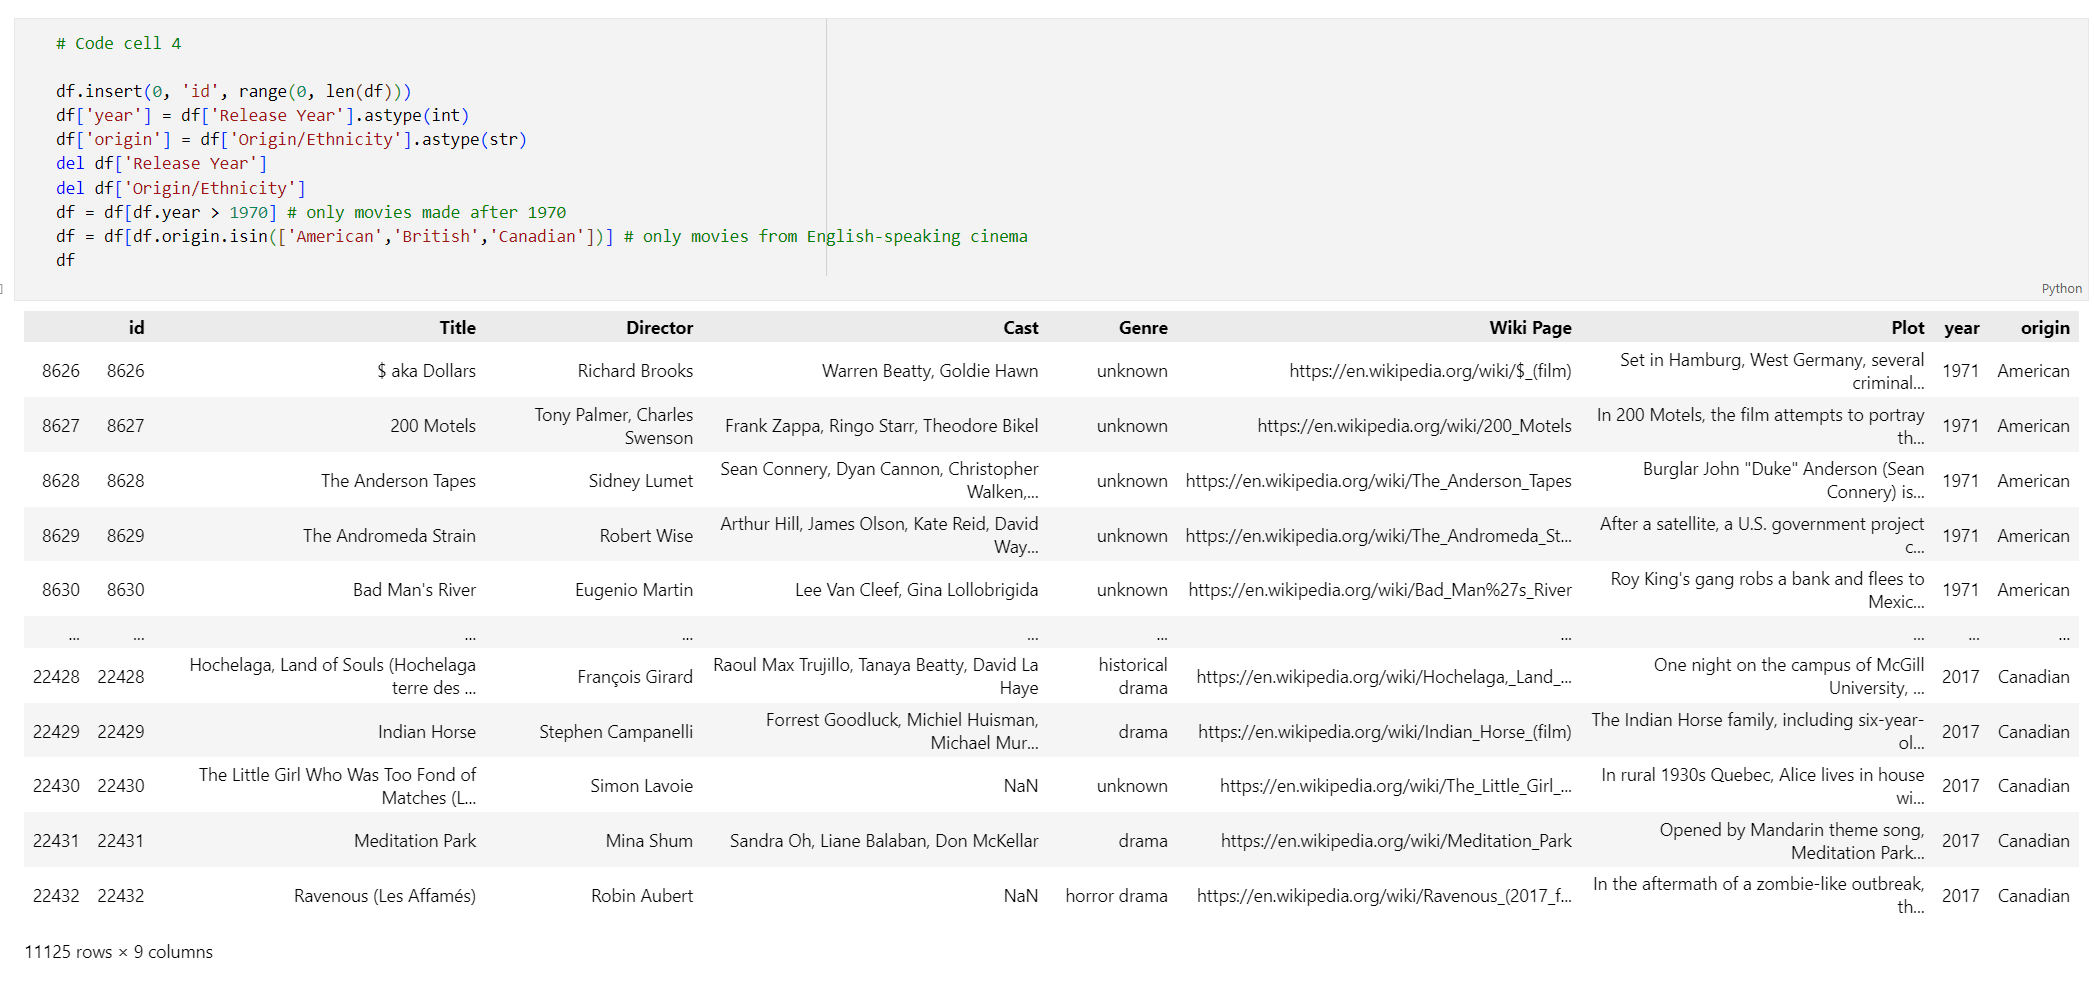 # Code cell 4
df.insert(0, 'id', range(0, len(df)))
df['year'] = df['Release Year'].astype(int)
df['origin'] = df['Origin/Ethnicity'].astype(str)
del df['Release Year']
del df['Origin/Ethnicity']
df = df[df.year > 1970] # only movies made after 1970
df = df[df.origin.isin(['American','British','Canadian'])] # only movies from English-speaking cinema
df
Python
id Title Director Cast Genre Wiki Page Plot year origin
8626 8626 $ aka Dollars Richard Brooks Warren Beatty, Goldie Hawn unknown https://en.wikipedia.org/wiki/$_(film) Set in Hamburg, West Germany, several criminal... 1971 American
8627 8627 200 Motels Tony Palmer, Charles Swenson Frank Zappa, Ringo Starr, Theodore Bikel unknown https://en.wikipedia.org/wiki/200_Motels In 200 Motels, the film attempts to portray th... 1971 American
8628 8628 The Anderson Tapes Sidney Lumet Sean Connery, Dyan Cannon, Christopher Walken,... unknown https://en.wikipedia.org/wiki/The_Anderson_Tapes Burglar John "Duke" Anderson (Sean Connery) is... 1971 American
8629 8629 The Andromeda Strain Robert Wise Arthur Hill, James Olson, Kate Reid, David Way... unknown https://en.wikipedia.org/wiki/The_Andromeda_St... After a satellite, a U.S. government project c... 1971 American
8630 8630 Bad Man's River Eugenio Martin Lee Van Cleef, Gina Lollobrigida unknown https://en.wikipedia.org/wiki/Bad_Man%27s_River Roy King's gang robs a bank and flees to Mexic... 1971 American
... ... ... ... ... ... ... ... ... ...
22428 22428 Hochelaga, Land of Souls (Hochelaga terre des ... François Girard Raoul Max Trujillo, Tanaya Beatty, David La Haye historical drama https://en.wikipedia.org/wiki/Hochelaga,_Land_... One night on the campus of McGill University, ... 2017 Canadian
22429 22429 Indian Horse Stephen Campanelli Forrest Goodluck, Michiel Huisman, Michael Mur... drama https://en.wikipedia.org/wiki/Indian_Horse_(film) The Indian Horse family, including six-year-ol... 2017 Canadian
22430 22430 The Little Girl Who Was Too Fond of Matches (L... Simon Lavoie NaN unknown https://en.wikipedia.org/wiki/The_Little_Girl_... In rural 1930s Quebec, Alice lives in house wi... 2017 Canadian
22431 22431 Meditation Park Mina Shum Sandra Oh, Liane Balaban, Don McKellar drama https://en.wikipedia.org/wiki/Meditation_Park Opened by Mandarin theme song, Meditation Park... 2017 Canadian
22432 22432 Ravenous (Les Affamés) Robin Aubert NaN horror drama https://en.wikipedia.org/wiki/Ravenous_(2017_f... In the aftermath of a zombie-like outbreak, th... 2017 Canadian
11125 rows × 9 columns